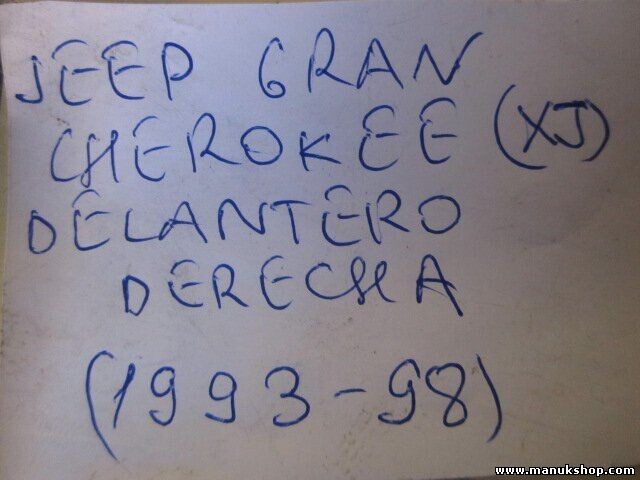 JEEP GRAN
CHEROKEE (XJ)
DELANTERO
DERECHA
(1993-98)
www.manukshop.com